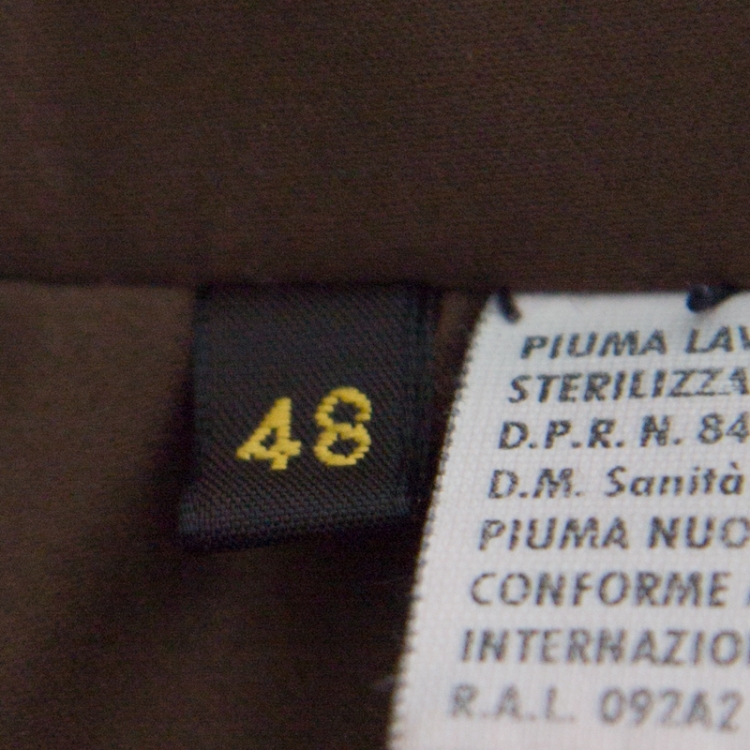 48
PIUMA LAV
STERILIZZA
D.P.R. N. 84
D.M. Sanità
PIUMA NUO
CONFORME
INTERNAZIO
R.A.L. 092A2